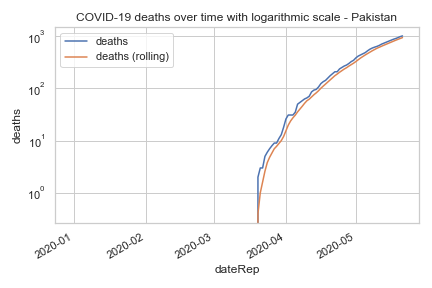 COVID-19 deaths over time with logarithmic scale - Pakistan
deaths
deaths (rolling)
10³
10²
10¹
10⁰
deaths
2020-01
2020-02
2020-03
2020-04
2020-05
dateRep